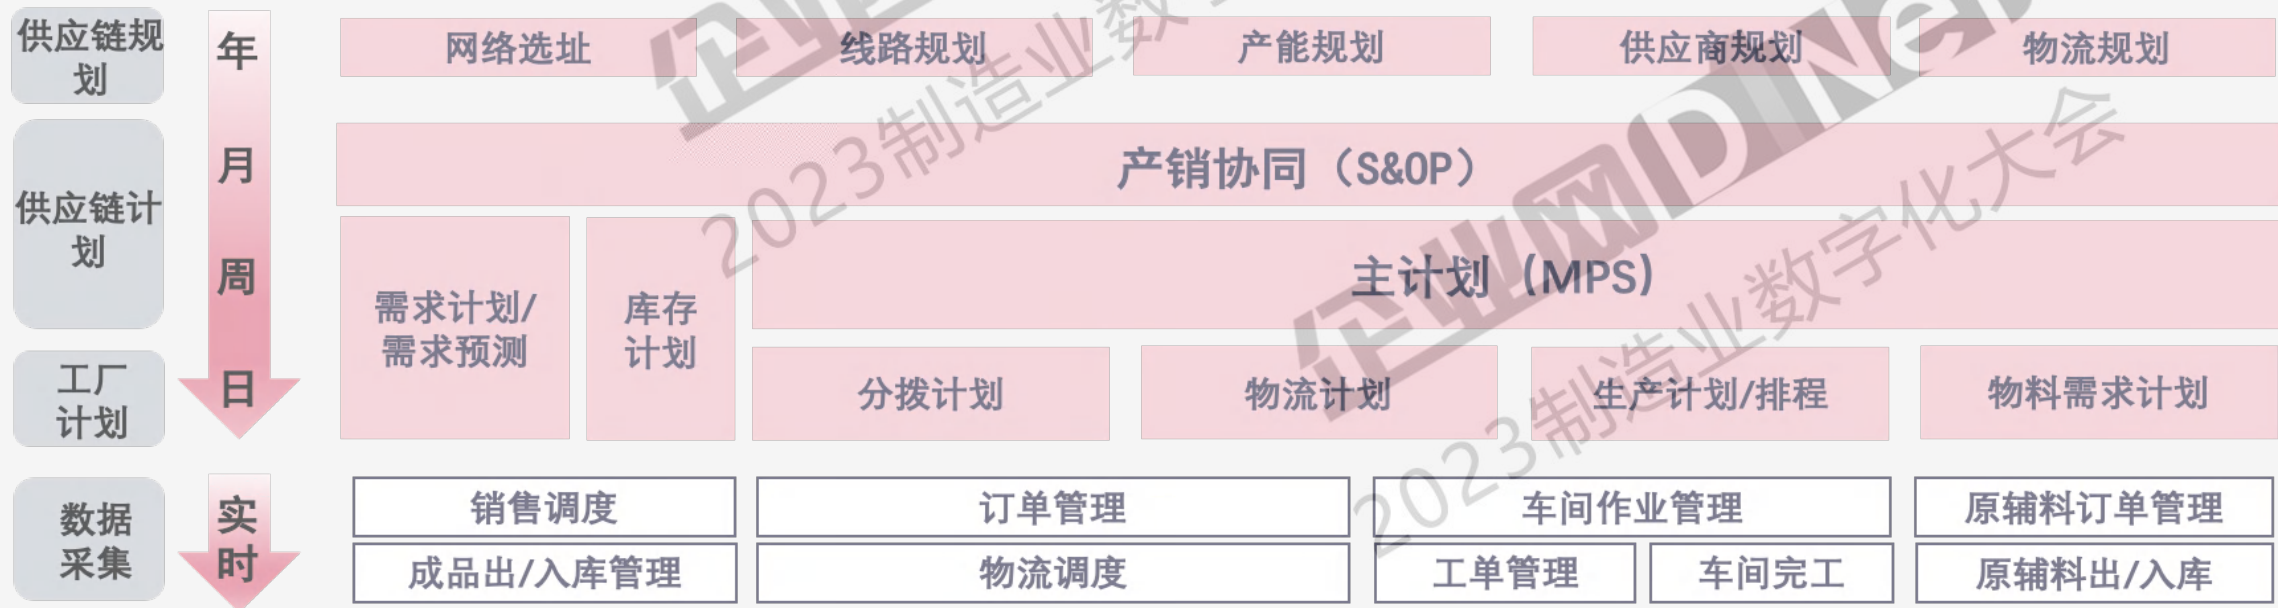 供应链规
划
年
网络选址
线路规划
产能规划
供应商规划
物流规划
供应链计
划
月
周
产销协同（S&OP）
需求计划/
需求预测
库存
计划
主计划（MPS）
工厂
计划
日
分拨计划
物流计划
生产计划/排程
物料需求计划
数据
采集
实
时
销售调度
订单管理
车间作业管理
原辅料订单管理
成品出/入库管理
物流调度
工单管理
车间完工
原辅料出/入库
企业网D1Net
2023制造业数字化大会
2023制造业数